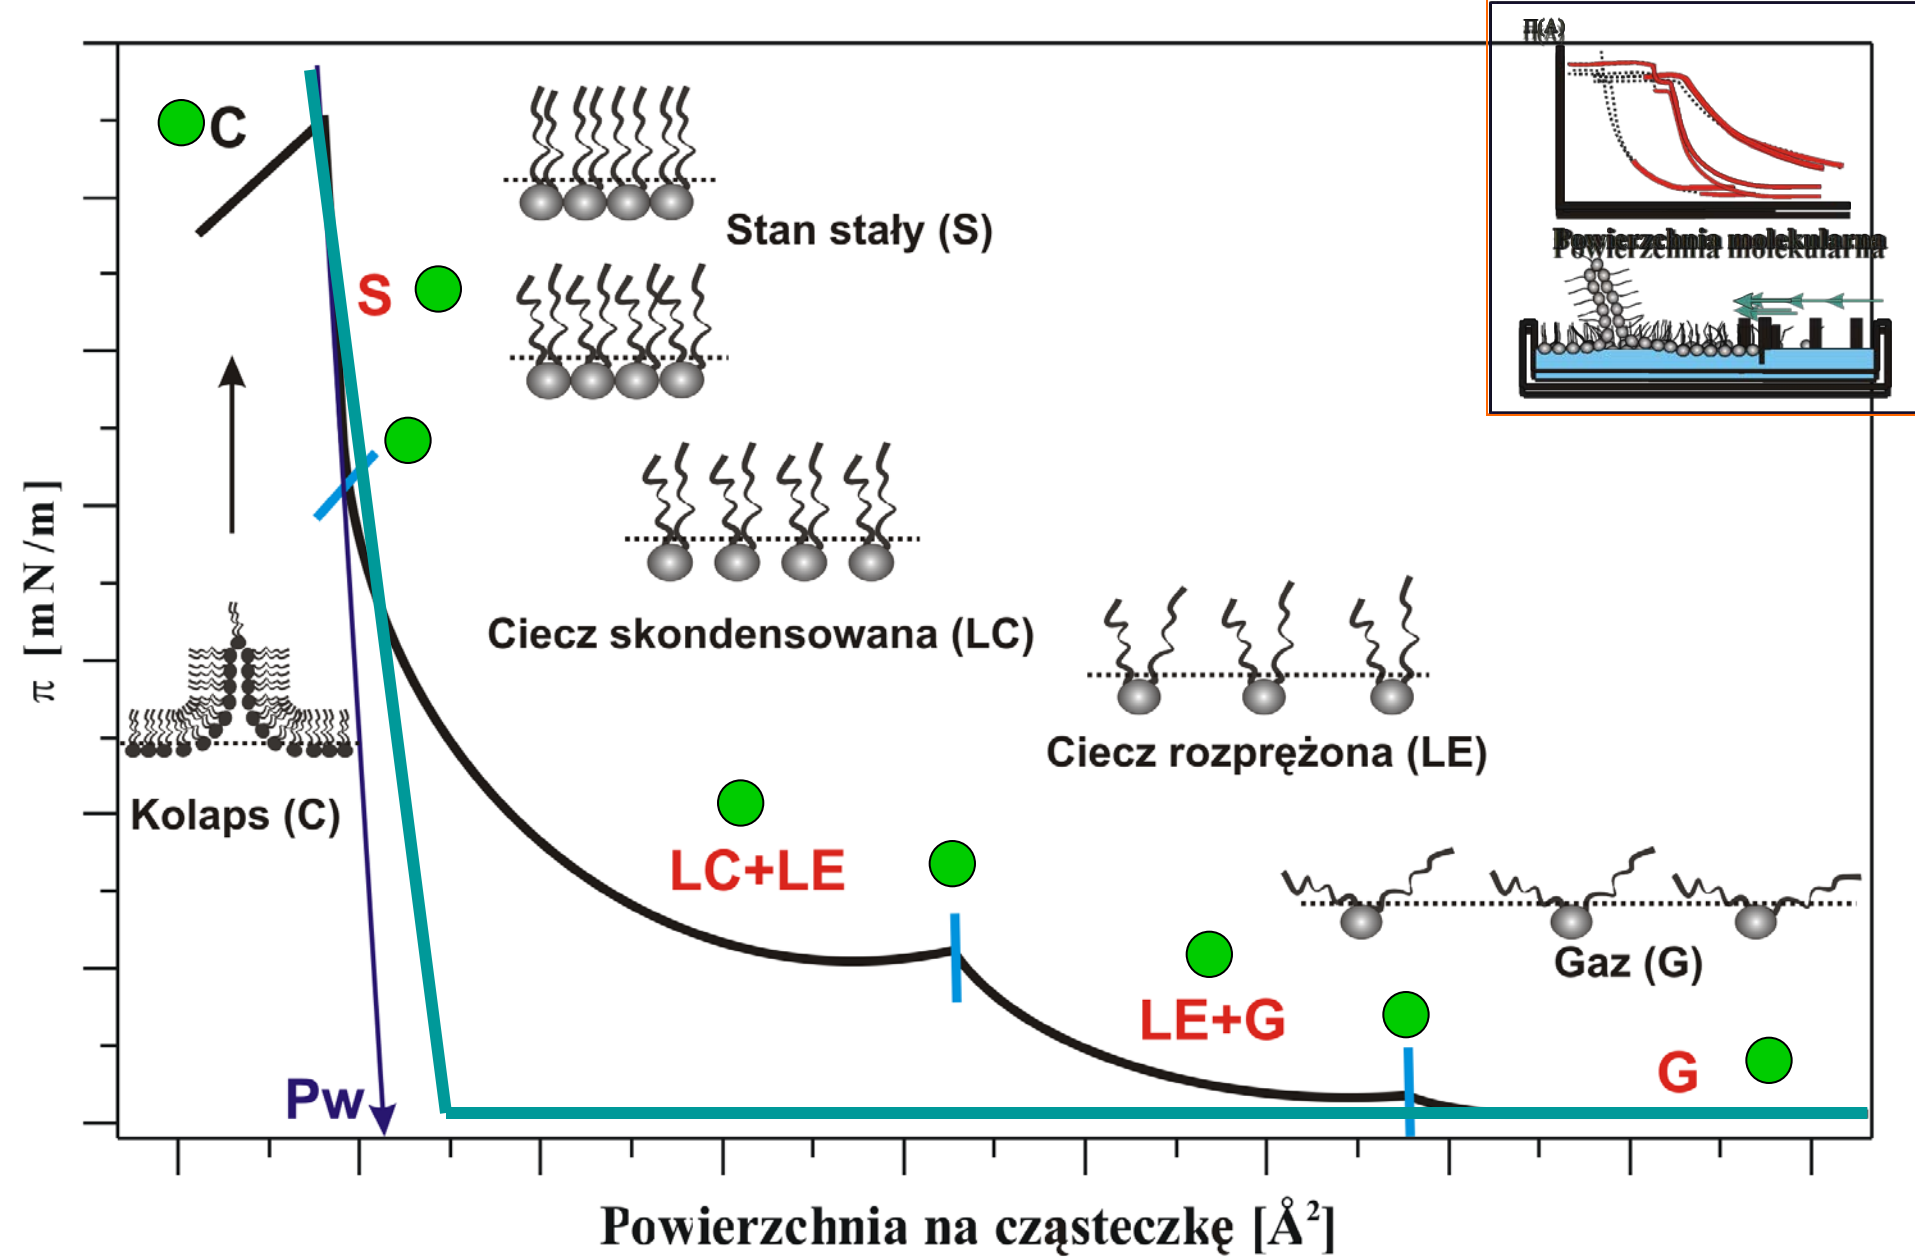 Π(A)
Powierzchnia molekularna
C
Stan stały (S)
S
π [mN/m]
Ciecz skondensowana (LC)
Ciecz rozprężona (LE)
Kolaps (C)
LC+LE
Gaz (G)
LE+G
G
Pw
Powierzchnia na cząsteczkę [Å²]